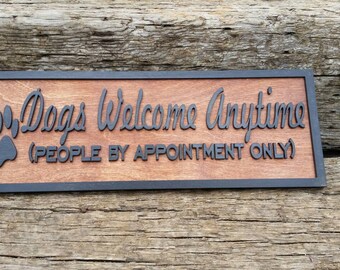 Dogs Welcome Anytime
(PEOPLE BY APPOINTMENT ONLY)